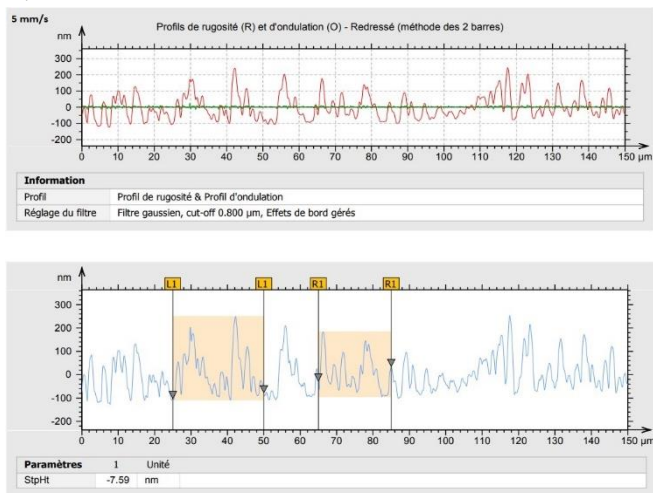 5 mm/s
Profils de rugosité (R) et d'ondulation (O) - Redressé (méthode des 2 barres)
nm
300
200
100
0
-100
-200
0 10 20 30 40 50 60 70 80 90 100 110 120 130 140 150 µm
Information
Profil Profil de rugosité & Profil d'ondulation
Réglage du filtre Filtre gaussien, cut-off 0.800 µm, Effets de bord gérés
nm
L1 L1 R1 R1
300
200
100
0
-100
-200
0 10 20 30 40 50 60 70 80 90 100 110 120 130 140 150 µm
Paramètres 1 Unité
StpHt -7.59 nm